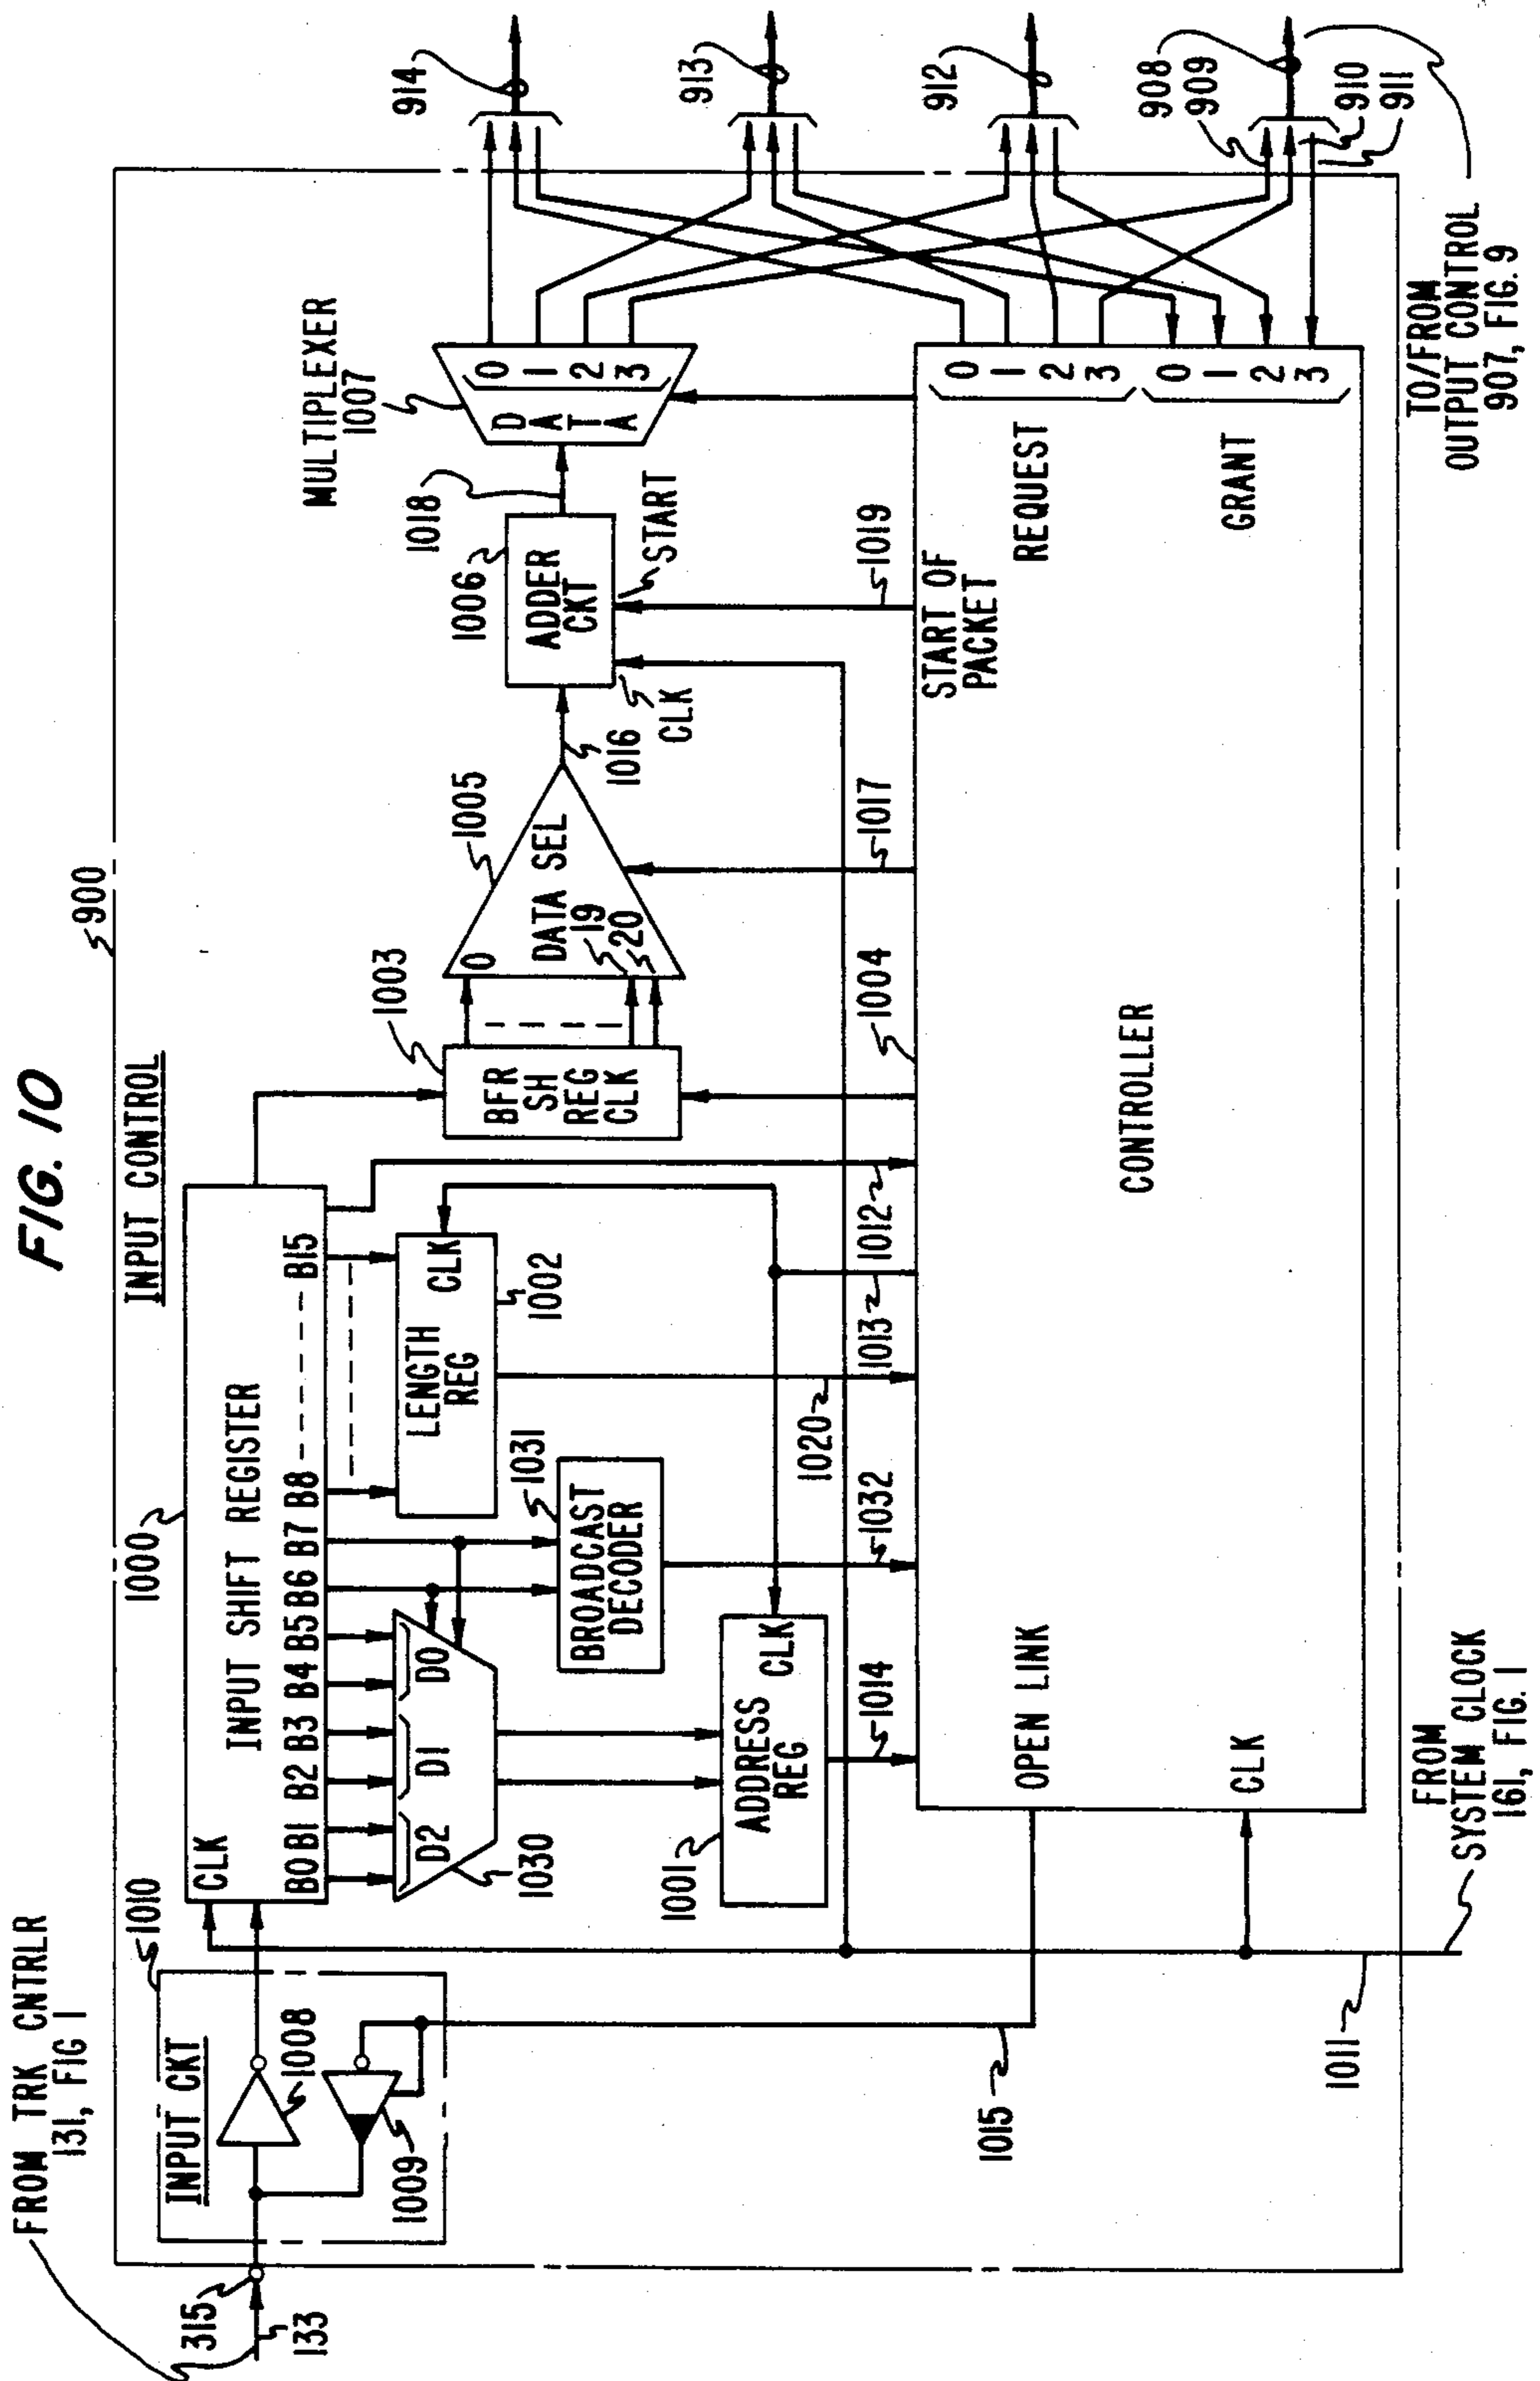 FIG. 10
INPUT CONTROL
900
FROM TRK CNTRLR
131, FIG 1
315
133
1010
INPUT CKT
1008
1009
1000
CLK
INPUT SHIFT REGISTER
B0 B1 B2 B3 B4 B5 B6 B7 B8 B15
D2 D1 D0
1030
LENGTH
REG
CLK
1002
1031
BROADCAST
DECODER
1001
ADDRESS
REG
CLK
1003
BFR
SH
REG
CLK
1005
0
DATA SEL
19
20
1016
1006
ADDER
CKT
CLK
START
1018
MULTIPLEXER
1007
DATA
0
1
2
3
914
913
912
908
909
910
911
1015
1014
1032
1020
1013
1012
1004
1017
1019
OPEN LINK
CLK
CONTROLLER
START OF
PACKET
REQUEST
0
1
2
3
GRANT
0
1
2
3
1011
FROM
SYSTEM CLOCK
161, FIG. 1
TO/FROM
OUTPUT CONTROL
907, FIG. 9